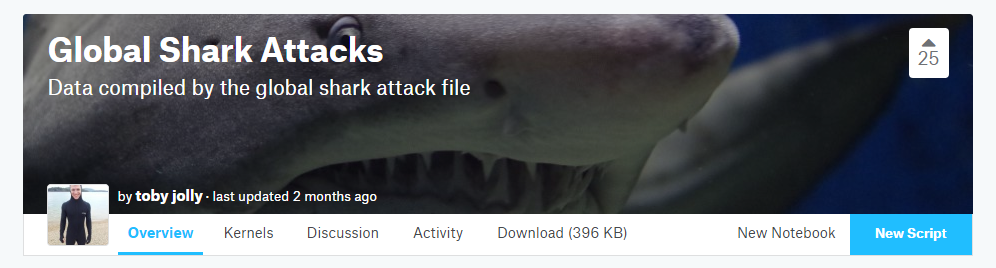 Global Shark Attacks
25
Data compiled by the global shark attack file
by toby jolly · last updated 2 months ago
Overview Kernels Discussion Activity Download (396 KB) New Notebook New Script